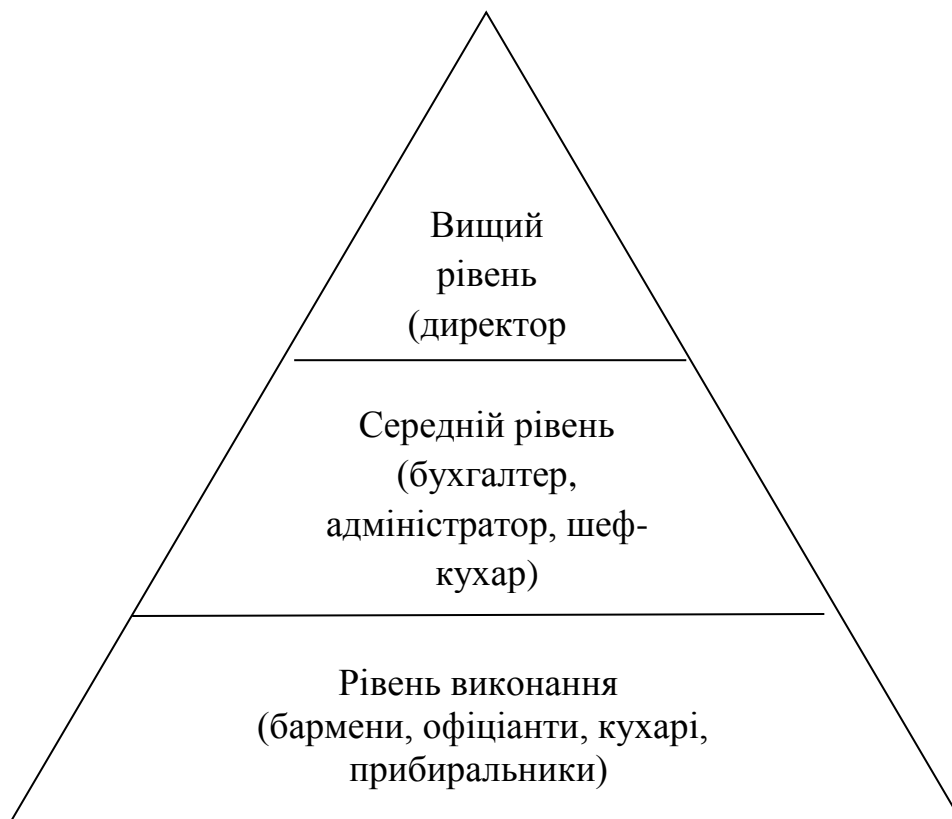 Вищий
рівень
(директор
Середній рівень
(бухгалтер,
адміністратор, шеф-
кухар)
Рівень виконання
(бармени, офіціанти, кухарі,
прибиральники)